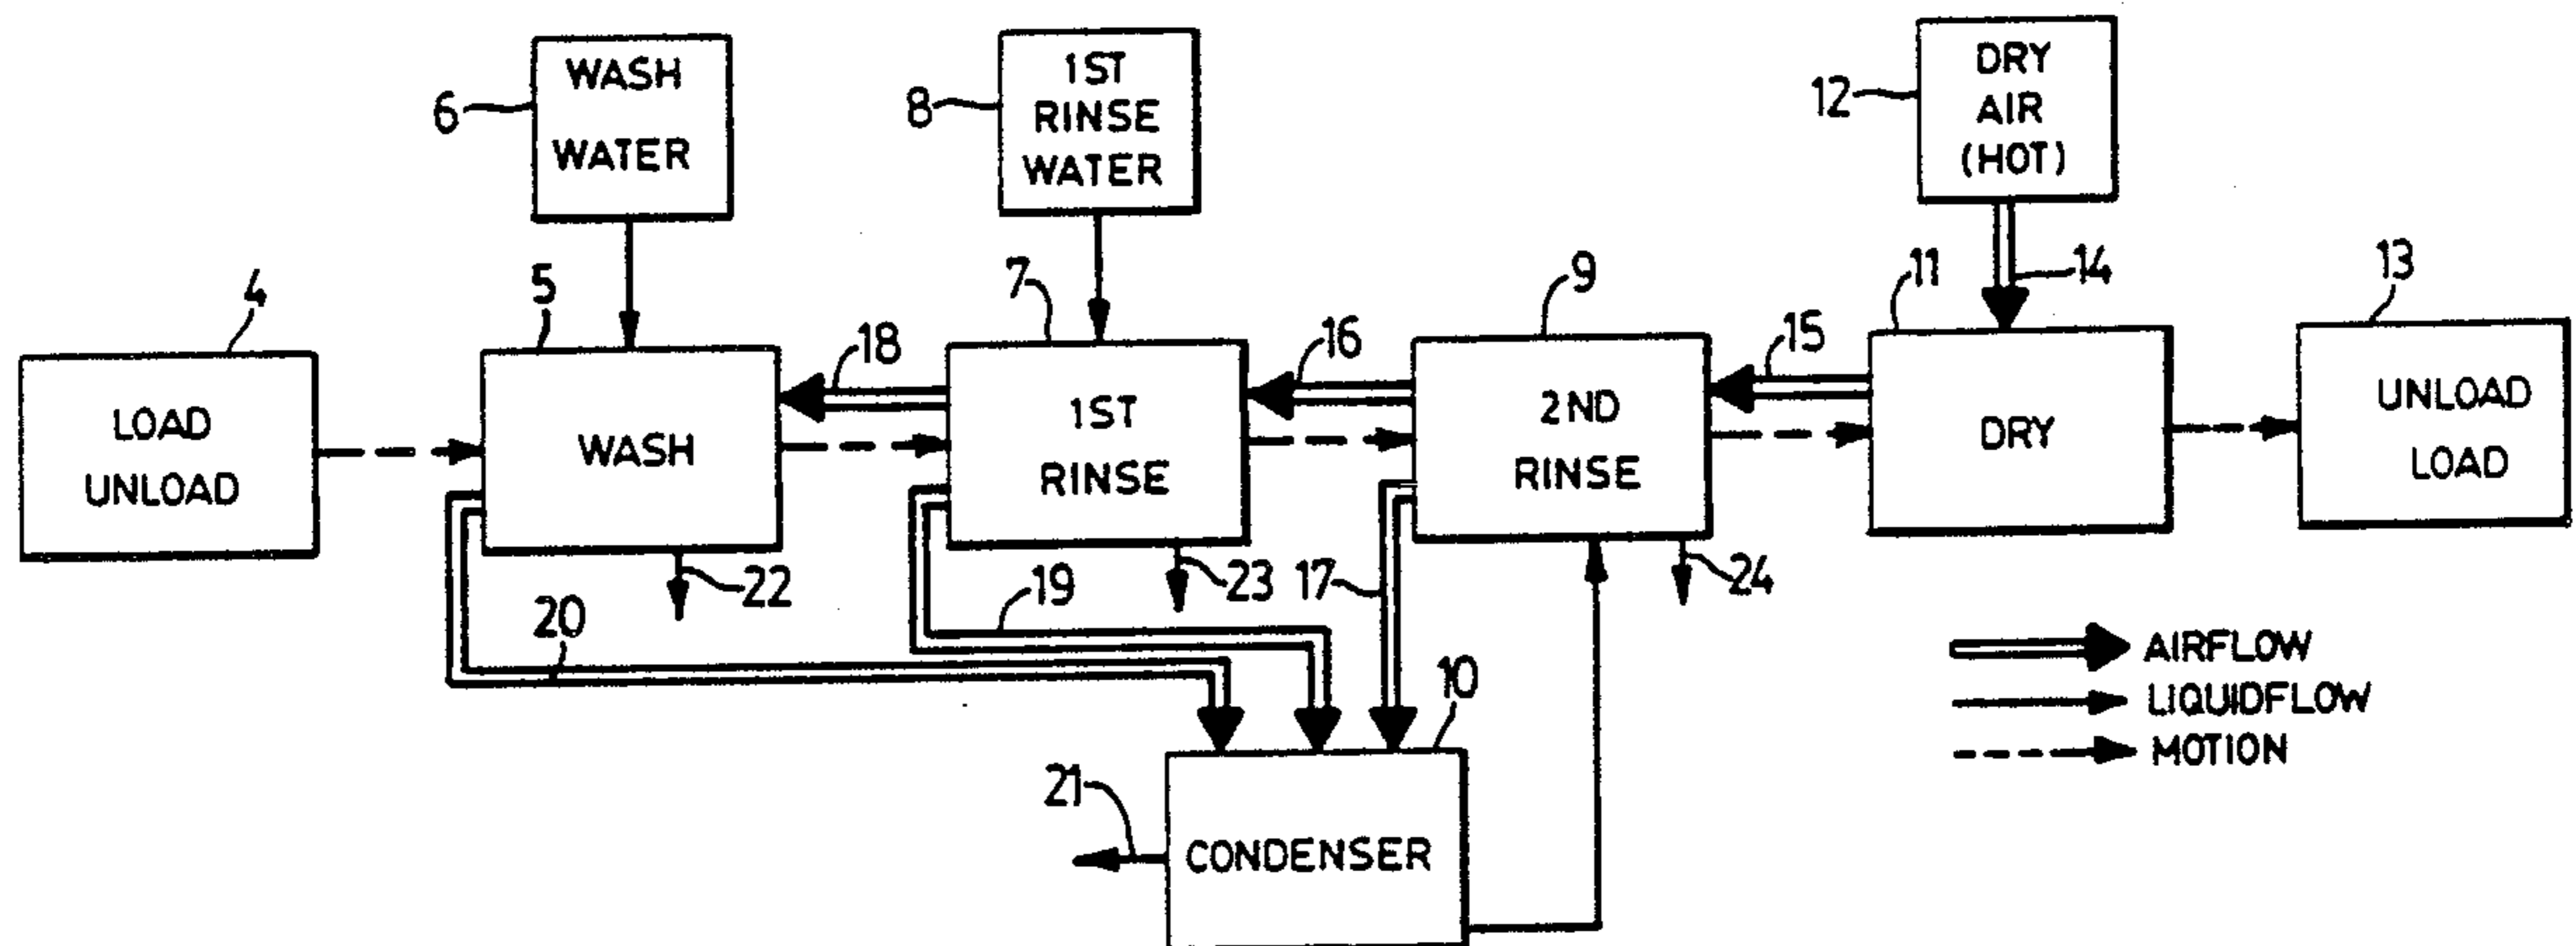 WASH
WATER
6
1ST
RINSE
WATER
8
DRY
AIR
(HOT)
12
14
4
LOAD
UNLOAD
5
WASH
18
7
1ST
RINSE
16
9
2ND
RINSE
15
11
DRY
13
UNLOAD
LOAD
22
23
24
20
19
17
10
21
CONDENSER
AIRFLOW
LIQUIDFLOW
MOTION